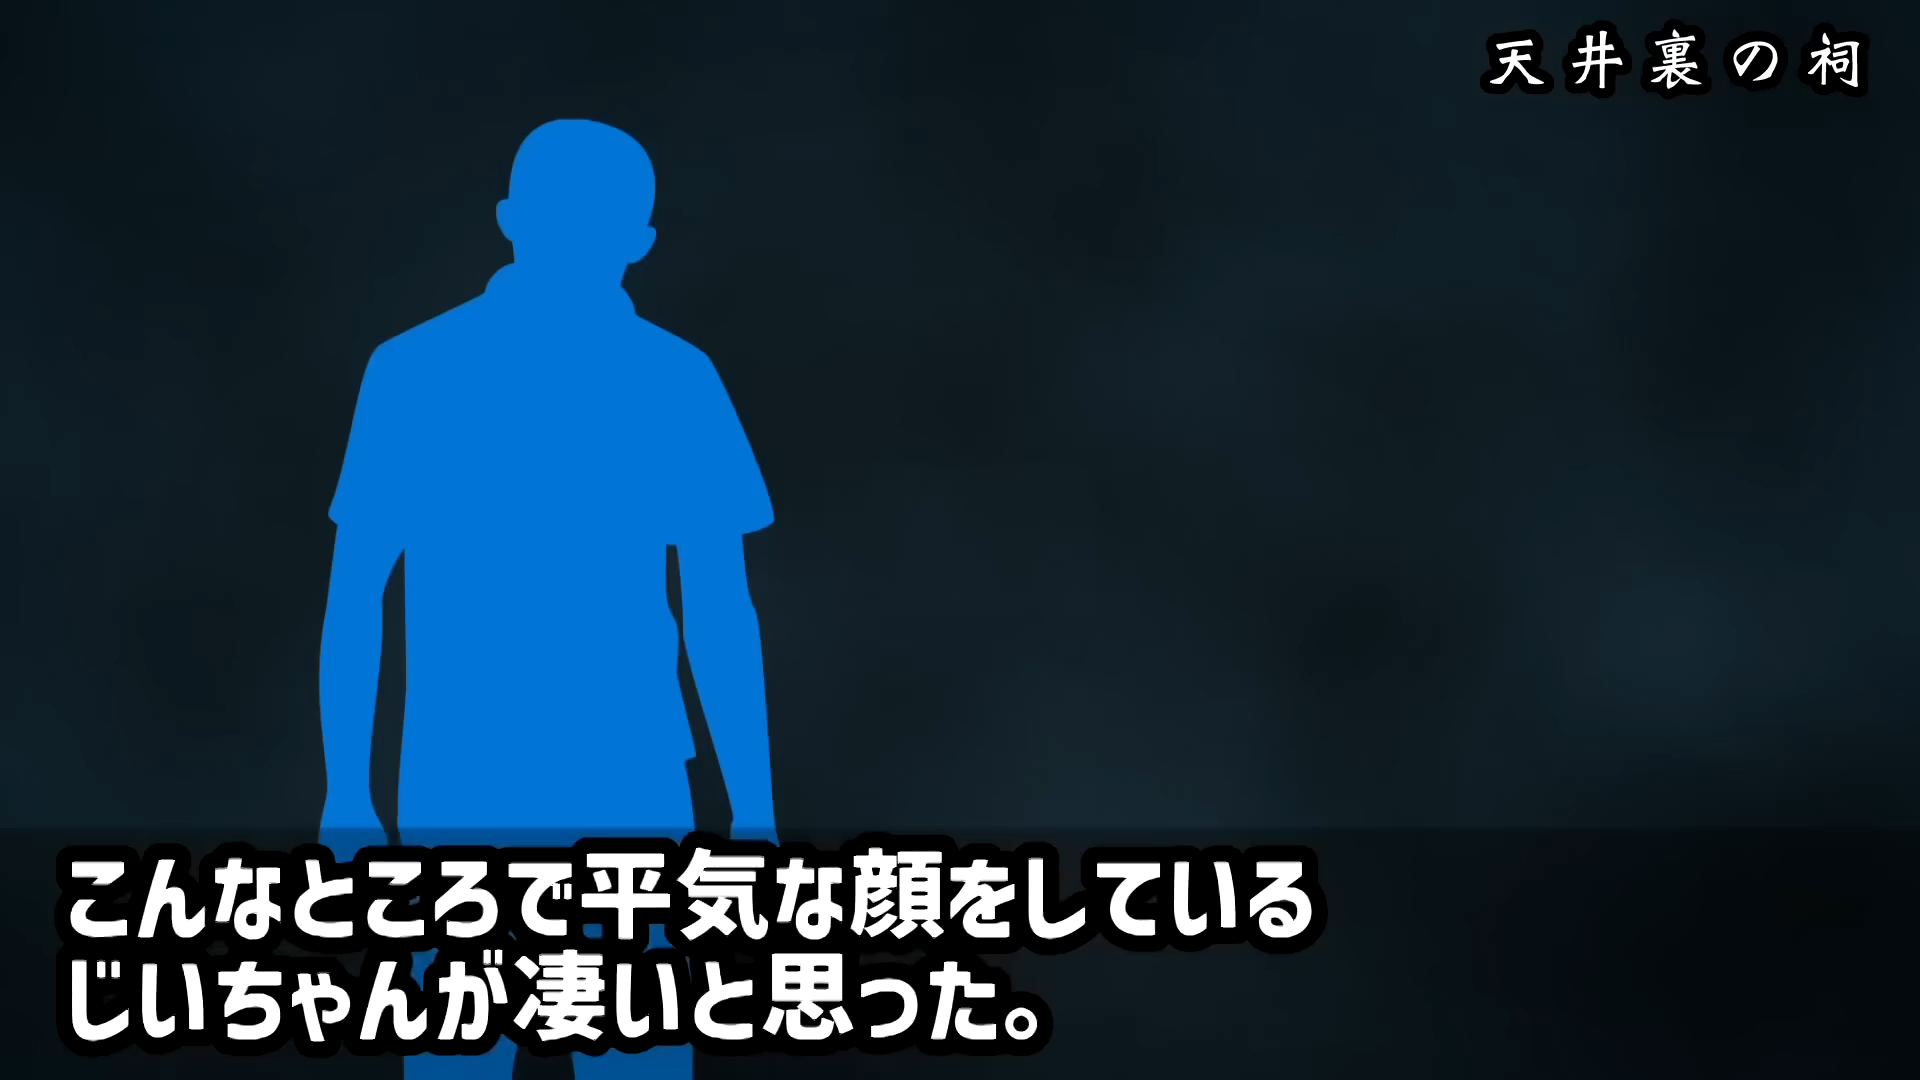 天井裏の祠
こんなところで平気な顔をしている
じいちゃんが凄いと思った。